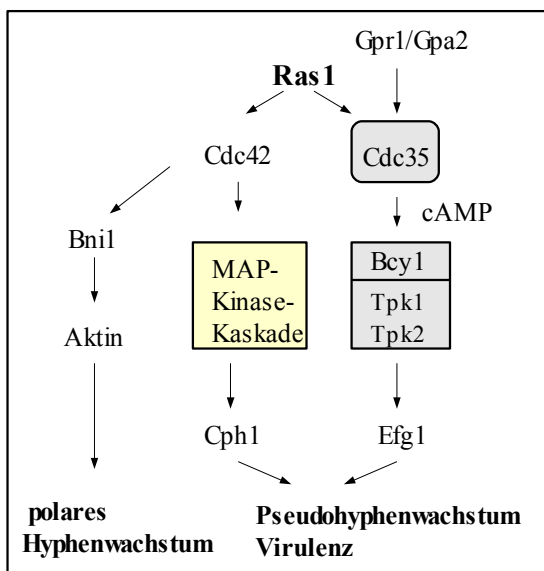 Gpr1/Gpa2
Ras1
Cdc42
Cdc35
cAMP
Bni1
MAP-
Kinase-
Kaskade
Bcy1
Tpk1
Tpk2
Aktin
Cph1
Efg1
polares
Hyphenwachstum
Pseudohyphenwachstum
Virulenz